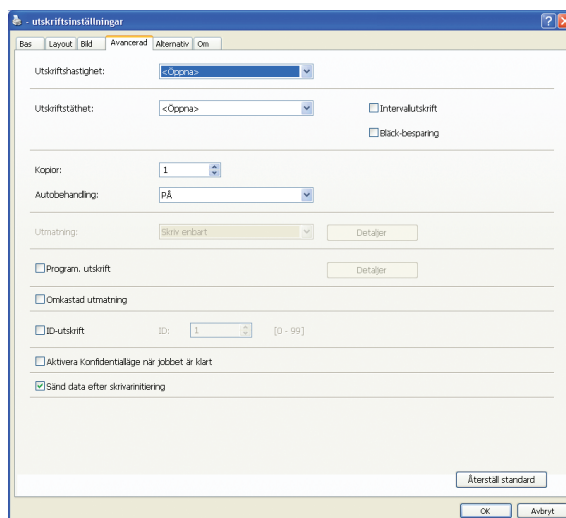 - utskriftsinställningar
Bas Layout Bild Avancerad Alternativ Om
Utskriftshastighet: <Öppna>
Utskriftstäthet: <Öppna> Intervallutskrift
Bläck-besparing
Kopior: 1
Autobehandling: PÅ
Utmatning: Skriv enbart Detaljer
Program. utskrift Detaljer
Omkastad utmatning
ID-utskrift ID: 1 [0 - 99]
Aktivera Konfidentialläge när jobbet är klart
Sänd data efter skrivarinitiering
Återställ standard
OK Avbryt